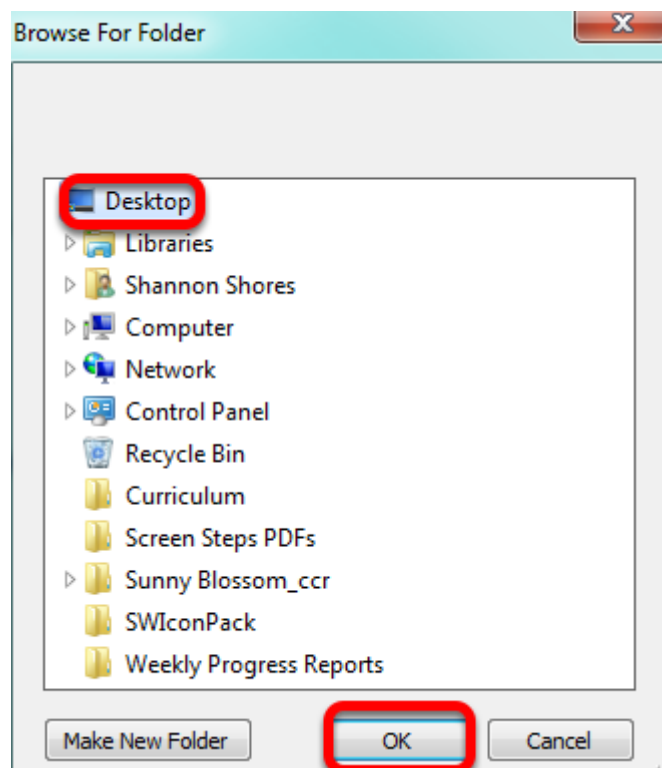 Browse For Folder
Desktop
Libraries
Shannon Shores
Computer
Network
Control Panel
Recycle Bin
Curriculum
Screen Steps PDFs
Sunny Blossom_ccr
SWIconPack
Weekly Progress Reports
Make New Folder OK Cancel